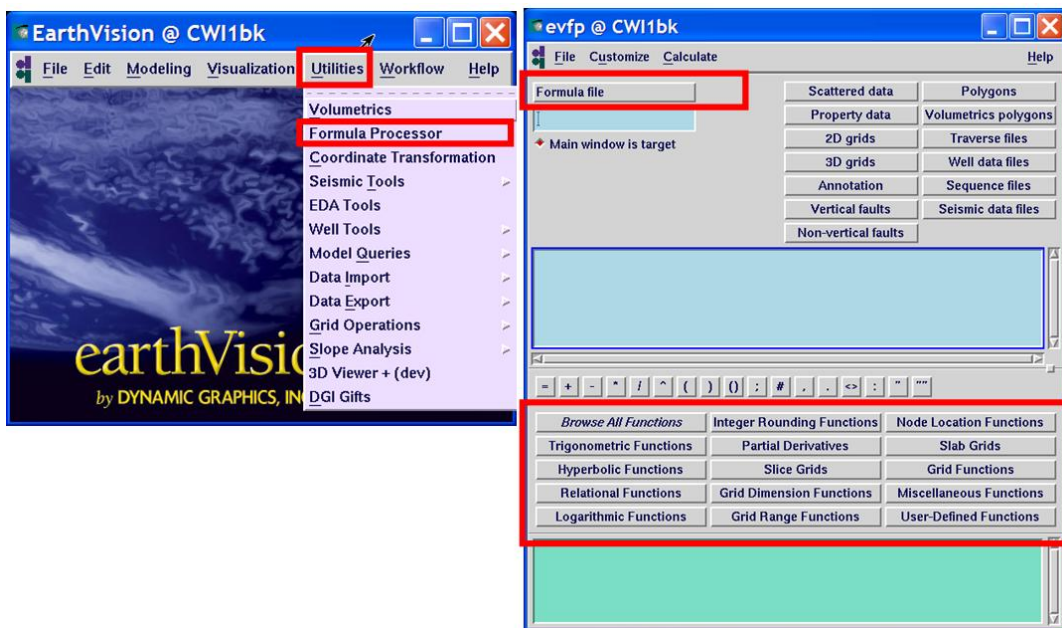 EarthVision @ CWI1bk
File Edit Modeling Visualization Utilities Workflow Help
Volumetrics
Formula Processor
Coordinate Transformation
Seismic Tools
EDA Tools
Well Tools
Model Queries
Data Import
Data Export
Grid Operations
Slope Analysis
3D Viewer + (dev)
DGI Gifts
earthVisio
by DYNAMIC GRAPHICS, IN
evfp @ CWI1bk
File Customize Calculate Help
Formula file
Main window is target
Scattered data Polygons
Property data Volumetrics polygons
2D grids Traverse files
3D grids Well data files
Annotation Sequence files
Vertical faults Seismic data files
Non-vertical faults
= + - * / ^ ( ) () ; # , . <> : " ""
Browse All Functions Integer Rounding Functions Node Location Functions
Trigonometric Functions Partial Derivatives Slab Grids
Hyperbolic Functions Slice Grids Grid Functions
Relational Functions Grid Dimension Functions Miscellaneous Functions
Logarithmic Functions Grid Range Functions User-Defined Functions